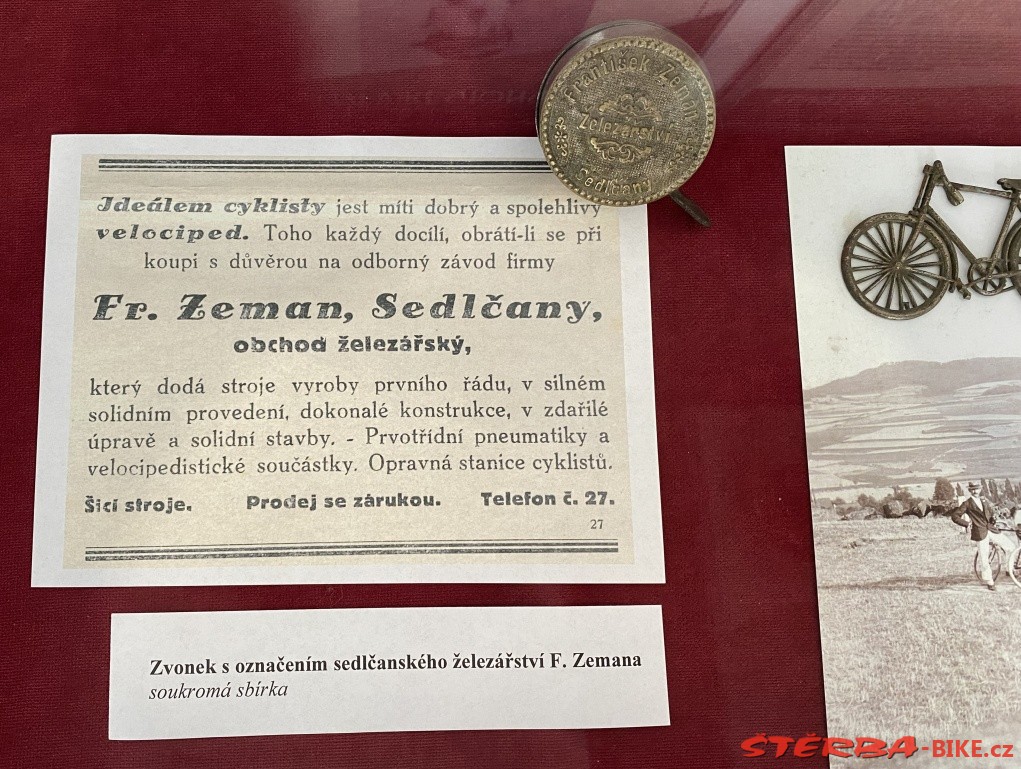 František Zeman
Železářství
Sedlčany
Ideálem cyklisty jest míti dobrý a spolehlivý
velociped. Toho každý docílí, obrátí-li se při
koupi s důvěrou na odborný závod firmy
Fr. Zeman, Sedlčany,
obchod železářský,
který dodá stroje vyroby prvního řádu, v silném
solidním provedení, dokonalé konstrukce, v zdařilé
úpravě a solidní stavby. - Prvotřídní pneumatiky a
velocipedistické součástky. Opravná stanice cyklistů.
Šicí stroje. Prodej se zárukou. Telefon č. 27.
27
Zvonek s označením sedlčanského železářství F. Zemana
soukromá sbírka
ŠTĚRBA-BIKE.cz